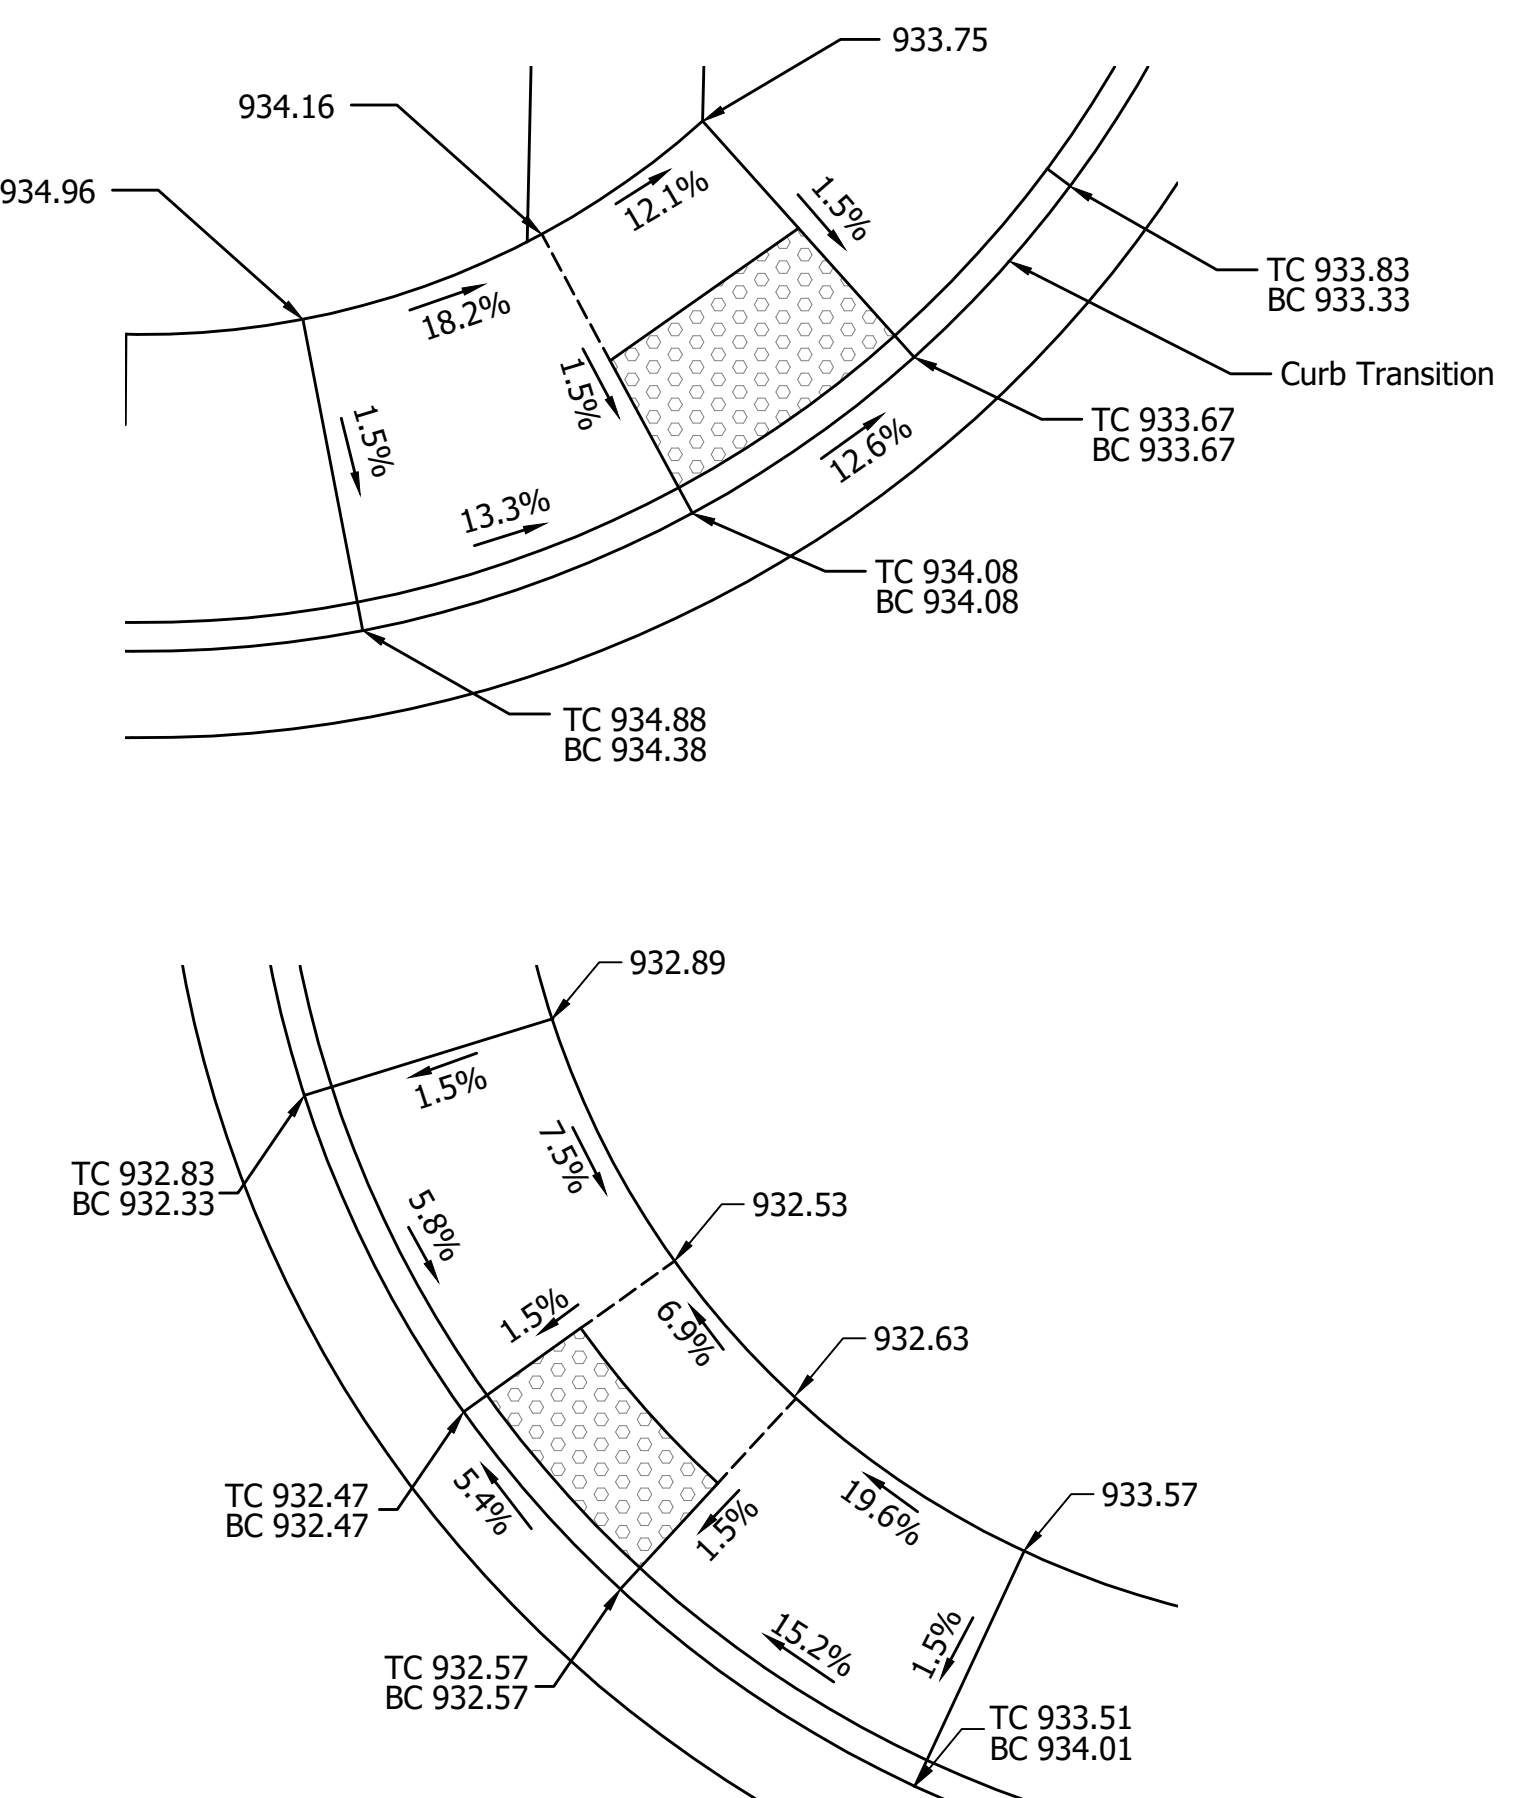 933.75
934.16
934.96
12.1%
1.5%
18.2%
TC 933.83
BC 933.33
1.5%
Curb Transition
1.5%
TC 933.67
BC 933.67
12.6%
13.3%
TC 934.08
BC 934.08
TC 934.88
BC 934.38
932.89
1.5%
7.5%
TC 932.83
BC 932.33
932.53
5.8%
1.5%
6.9%
932.63
TC 932.47
BC 932.47
5.4%
19.6%
933.57
1.5%
15.2%
1.5%
TC 932.57
BC 932.57
TC 933.51
BC 934.01